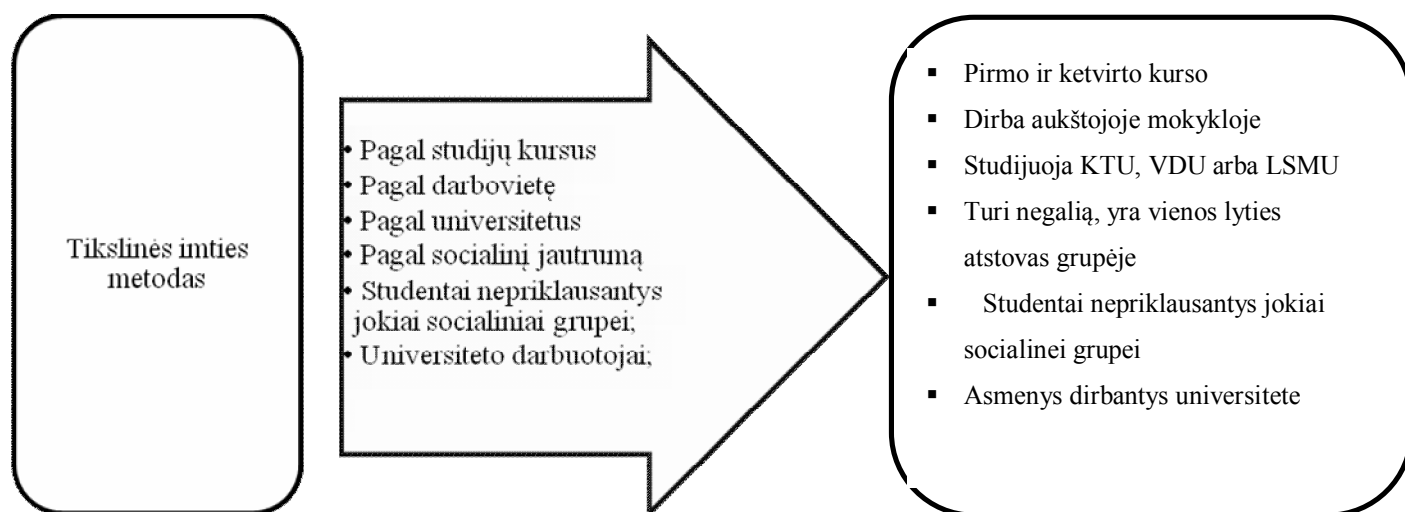 Tikslinės imties
metodas
• Pagal studijų kursus
• Pagal darbovietę
• Pagal universitetus
• Pagal socialinį jautrumą
• Studentai nepriklausantys
jokiai socialiniai grupei;
• Universiteto darbuotojai;
▪ Pirmo ir ketvirto kurso
▪ Dirba aukštojoje mokykloje
▪ Studijuoja KTU, VDU arba LSMU
▪ Turi negalią, yra vienos lyties
atstovas grupėje
▪ Studentai nepriklausantys jokiai
socialinei grupei
▪ Asmenys dirbantys universitete